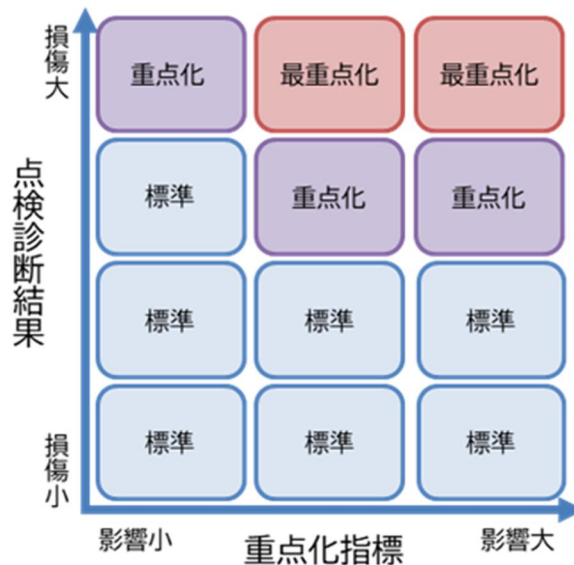 損傷大
重点化
最重点化
最重点化
点検診断結果
標準
重点化
重点化
標準
標準
標準
損傷小
標準
標準
標準
影響小
重点化指標
影響大